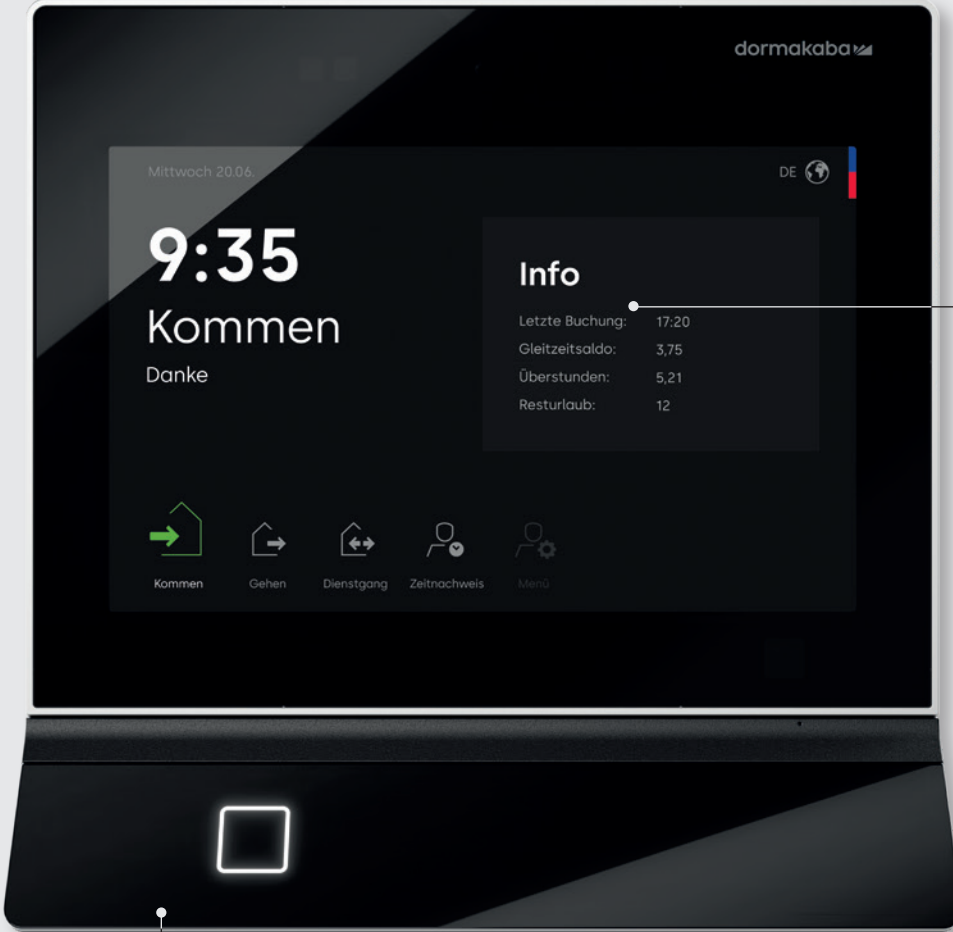 dormakaba
Mittwoch 20.06.
DE
9:35
Kommen
Danke
Info
Letzte Buchung: 17:20
Gleitzeitsaldo: 3,75
Überstunden: 5,21
Resturlaub: 12
Kommen Gehen Dienstgang Zeitnachweis Menü